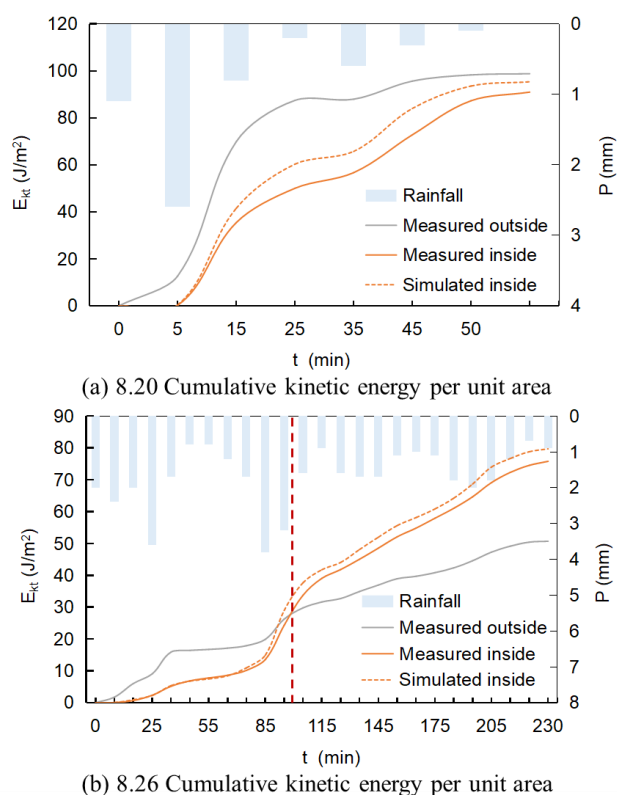 120
100
80
60
40
20
0
E_kt (J/m²)
0
1
2
3
4
P (mm)
Rainfall
Measured outside
Measured inside
Simulated inside
0 5 15 25 35 45 50
t (min)
(a) 8.20 Cumulative kinetic energy per unit area
90
80
70
60
50
40
30
20
10
0
E_kt (J/m²)
0
1
2
3
4
5
6
7
8
P (mm)
Rainfall
Measured outside
Measured inside
Simulated inside
0 25 55 85 115 145 175 205 230
t (min)
(b) 8.26 Cumulative kinetic energy per unit area